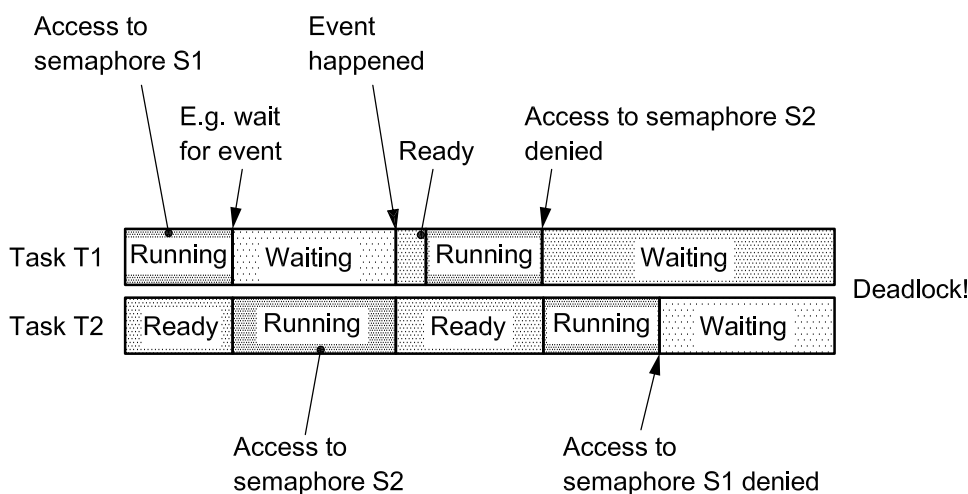 Access to
semaphore S1
Event
happened
E.g. wait
for event
Ready
Access to semaphore S2
denied
Task T1
Running
Waiting
Running
Waiting
Deadlock!
Task T2
Ready
Running
Ready
Running
Waiting
Access to
semaphore S2
Access to
semaphore S1 denied